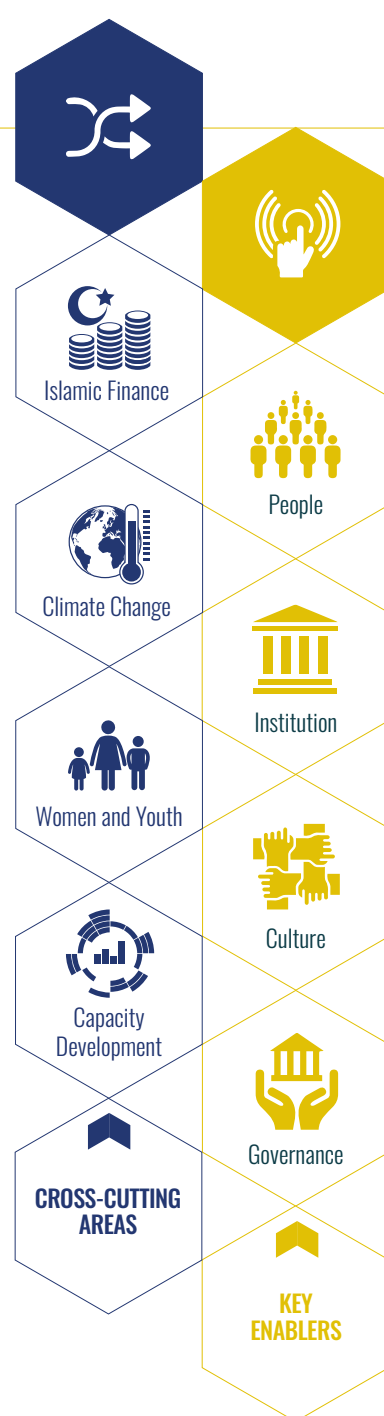 Islamic Finance
Climate Change
Women and Youth
Capacity
Development
CROSS-CUTTING
AREAS
People
Institution
Culture
Governance
KEY
ENABLERS